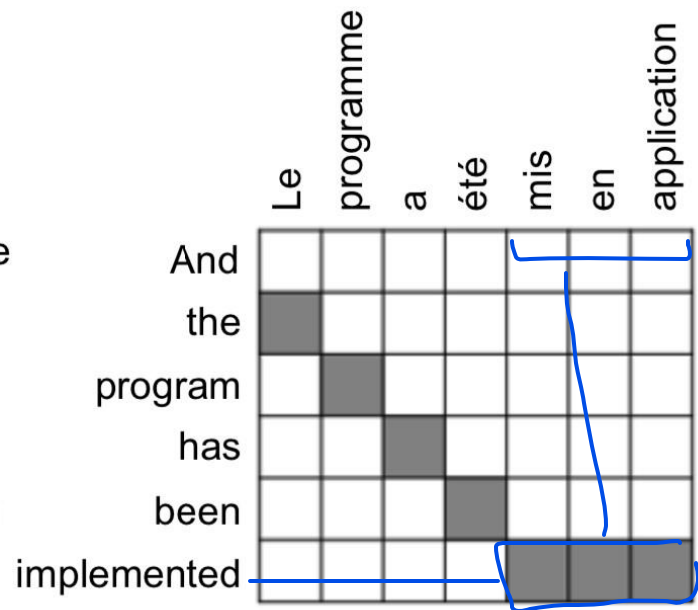 Le
programme
a
été
mis
en
application
e
And
the
program
has
been
implemented